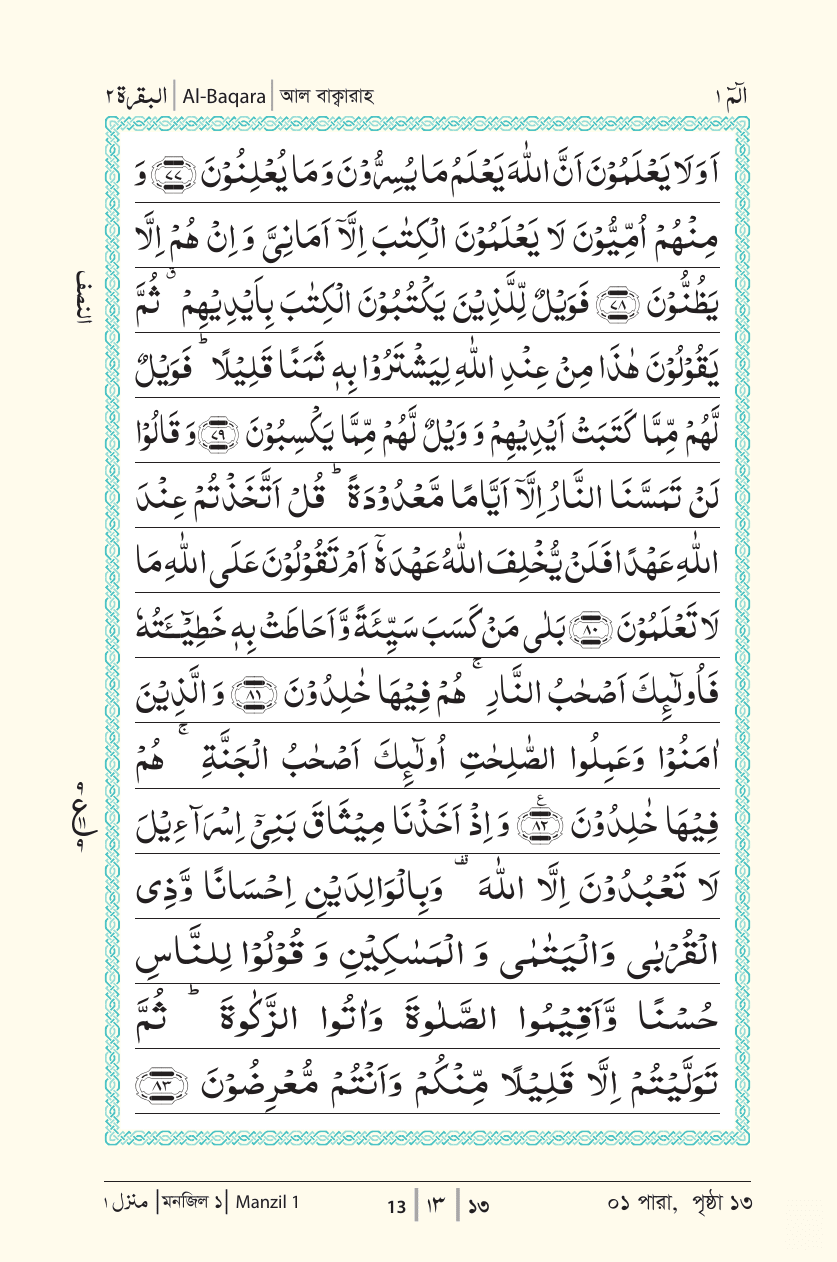 البقرة ٢ | Al-Baqara | আল বাক্বারাহ
الٓمّٓ ١
اَوَلَا يَعْلَمُوْنَ اَنَّ اللّٰهَ يَعْلَمُ مَا يُسِرُّوْنَ وَ مَا يُعْلِنُوْنَ ﴿٧٧﴾ وَ
مِنْهُمْ اُمِّيُّوْنَ لَا يَعْلَمُوْنَ الْكِتٰبَ اِلَّاۤ اَمَانِيَّ وَ اِنْ هُمْ اِلَّا
يَظُنُّوْنَ ﴿٧٨﴾ فَوَيْلٌ لِّلَّذِيْنَ يَكْتُبُوْنَ الْكِتٰبَ بِاَيْدِيْهِمْ ۗ ثُمَّ
النصف
يَقُوْلُوْنَ هٰذَا مِنْ عِنْدِ اللّٰهِ لِيَشْتَرُوْا بِهٖ ثَمَنًا قَلِيْلًا ؕ فَوَيْلٌ
لَّهُمْ مِّمَّا كَتَبَتْ اَيْدِيْهِمْ وَ وَيْلٌ لَّهُمْ مِّمَّا يَكْسِبُوْنَ ﴿٧٩﴾ وَ قَالُوْا
لَنْ تَمَسَّنَا النَّارُ اِلَّاۤ اَيَّامًا مَّعْدُوْدَةً ؕ قُلْ اَتَّخَذْتُمْ عِنْدَ
اللّٰهِ عَهْدًا فَلَنْ يُّخْلِفَ اللّٰهُ عَهْدَهٗۤ اَمْ تَقُوْلُوْنَ عَلَى اللّٰهِ مَا
لَا تَعْلَمُوْنَ ﴿٨٠﴾ بَلٰى مَنْ كَسَبَ سَيِّئَةً وَّ اَحَاطَتْ بِهٖ خَطِيْٓـَٔتُهٗ
فَاُولٰٓئِكَ اَصْحٰبُ النَّارِ ۚ هُمْ فِيْهَا خٰلِدُوْنَ ﴿٨١﴾ وَ الَّذِيْنَ
اٰمَنُوْا وَعَمِلُوا الصّٰلِحٰتِ اُولٰٓئِكَ اَصْحٰبُ الْجَنَّةِ ۚ هُمْ
فِيْهَا خٰلِدُوْنَ ﴿٨٢﴾ ع وَ اِذْ اَخَذْنَا مِيْثَاقَ بَنِيْۤ اِسْرَآءِيْلَ
٩ ع ١١ ٩
لَا تَعْبُدُوْنَ اِلَّا اللّٰهَ ۫ وَبِالْوَالِدَيْنِ اِحْسَانًا وَّذِى
الْقُرْبٰى وَالْيَتٰمٰى وَ الْمَسٰكِيْنِ وَ قُوْلُوْا لِلنَّاسِ
حُسْنًا وَّاَقِيْمُوا الصَّلٰوةَ وَاٰتُوا الزَّكٰوةَ ؕ ثُمَّ
تَوَلَّيْتُمْ اِلَّا قَلِيْلًا مِّنْكُمْ وَاَنْتُمْ مُّعْرِضُوْنَ ﴿٨٣﴾
منزل ١ | মনজিল ১ | Manzil 1
13 | ١٣ | ১৩
০১ পারা, পৃষ্ঠা ১৩